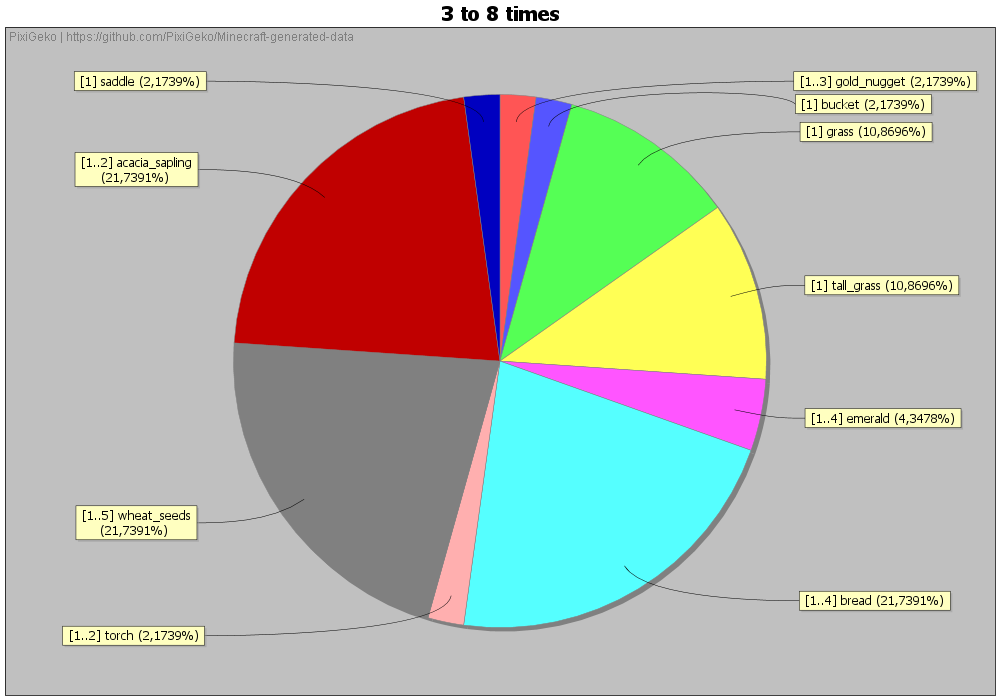 3 to 8 times
PixiGeko | https://github.com/PixiGeko/Minecraft-generated-data
[1] saddle (2,1739%)
[1..3] gold_nugget (2,1739%)
[1] bucket (2,1739%)
[1] grass (10,8696%)
[1..2] acacia_sapling
(21,7391%)
[1] tall_grass (10,8696%)
[1..4] emerald (4,3478%)
[1..5] wheat_seeds
(21,7391%)
[1..4] bread (21,7391%)
[1..2] torch (2,1739%)